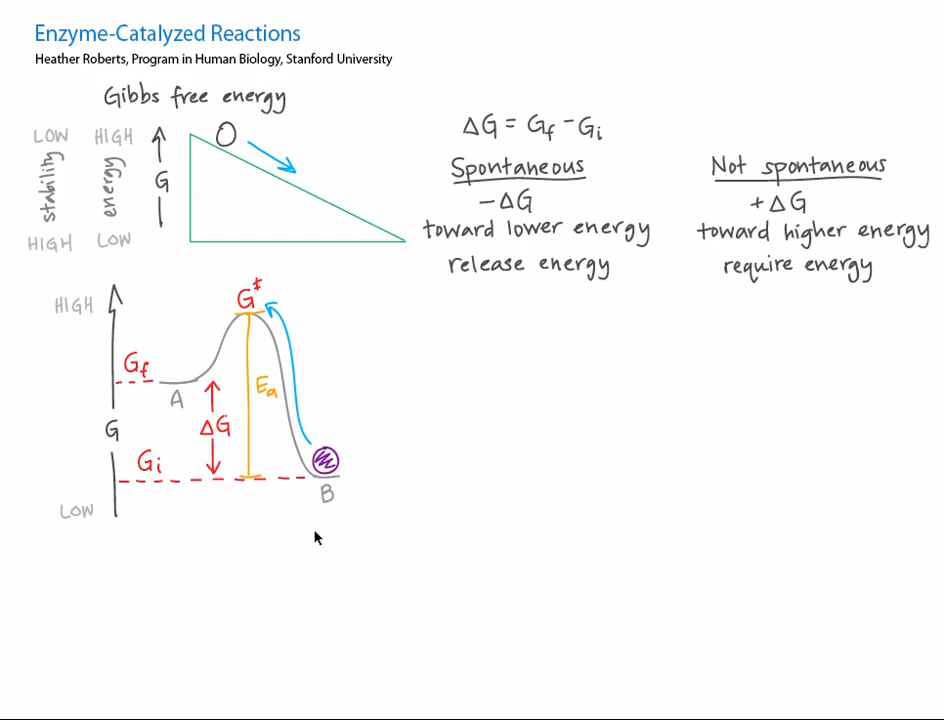 Enzyme-Catalyzed Reactions
Heather Roberts, Program in Human Biology, Stanford University
Gibbs free energy
LOW HIGH
stability
energy
G
HIGH LOW
ΔG = Gf - Gi
Spontaneous
- ΔG
toward lower energy
release energy
Not spontaneous
+ ΔG
toward higher energy
require energy
HIGH
G‡
Gf
A
Ea
ΔG
G
Gi
B
LOW